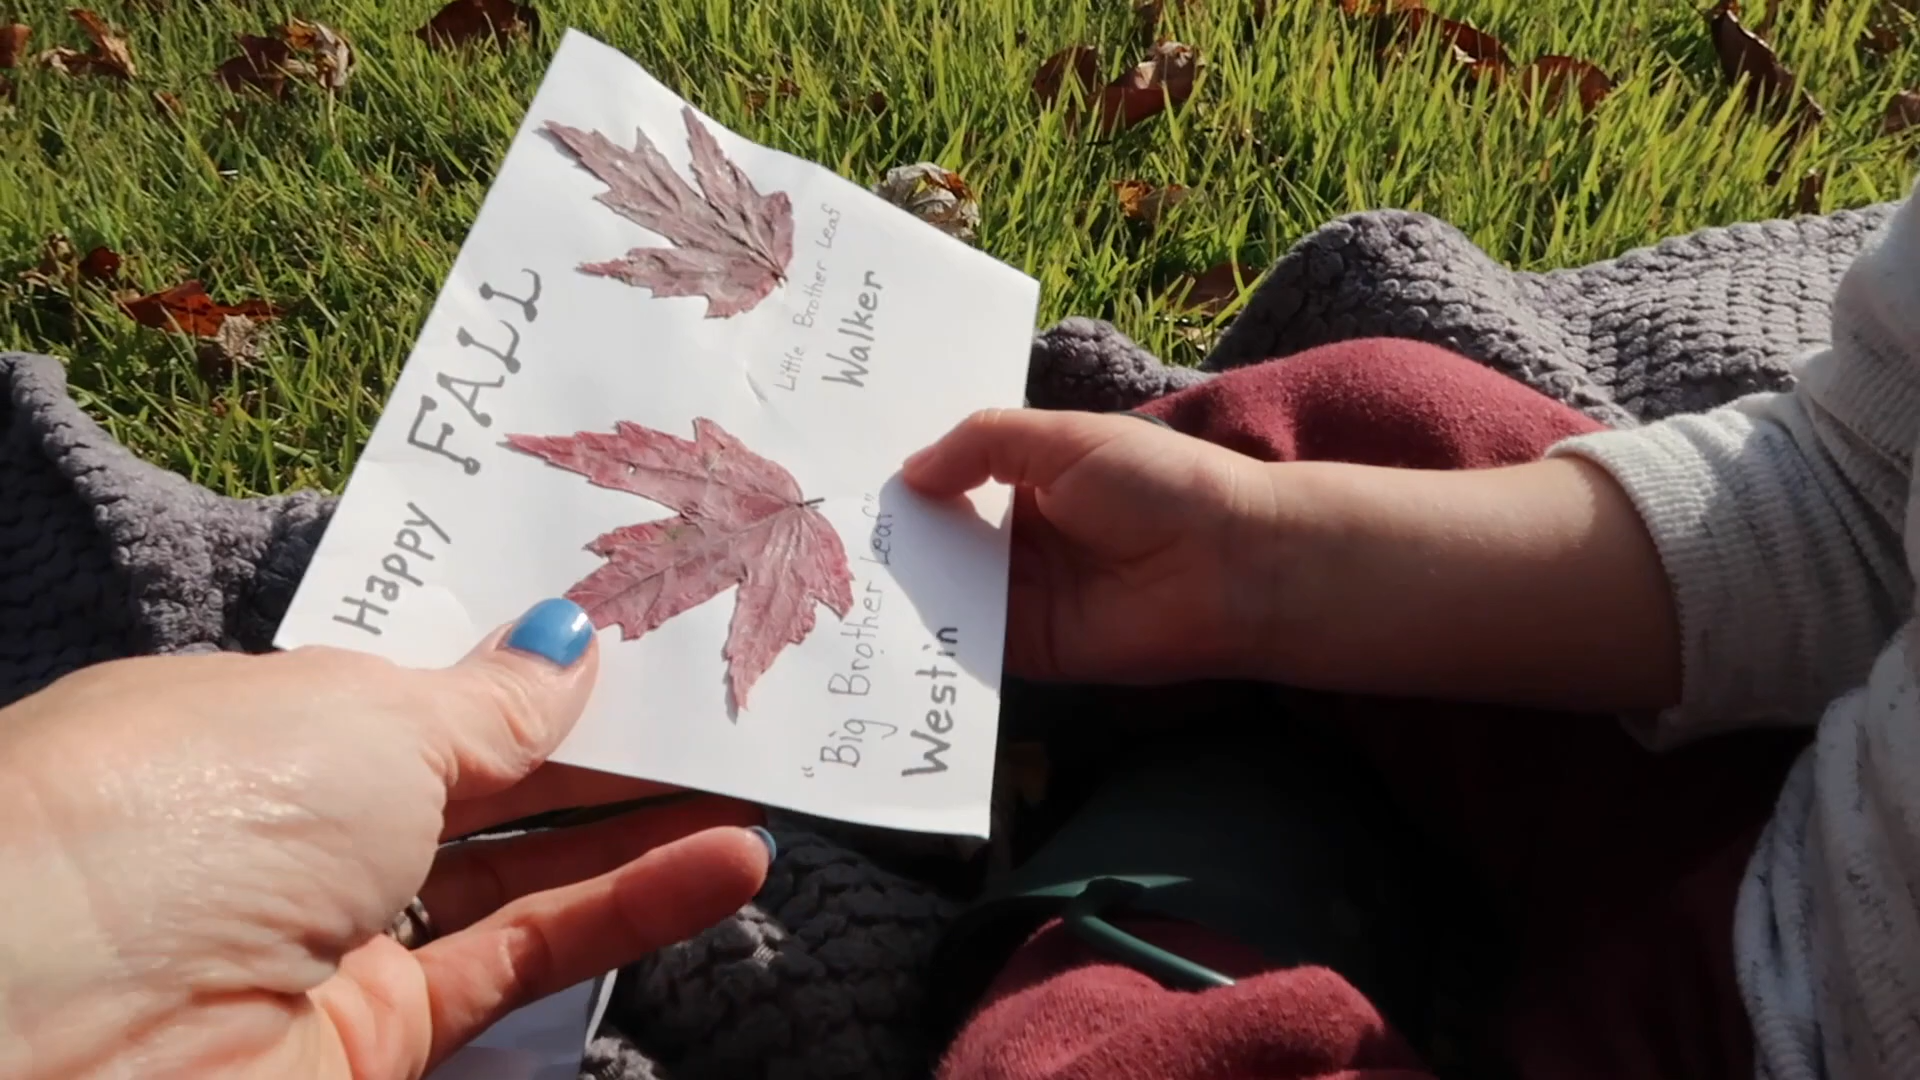 Happy FALL
"Big Brother Leaf"
Westin
Little Brother Leaf
Walker